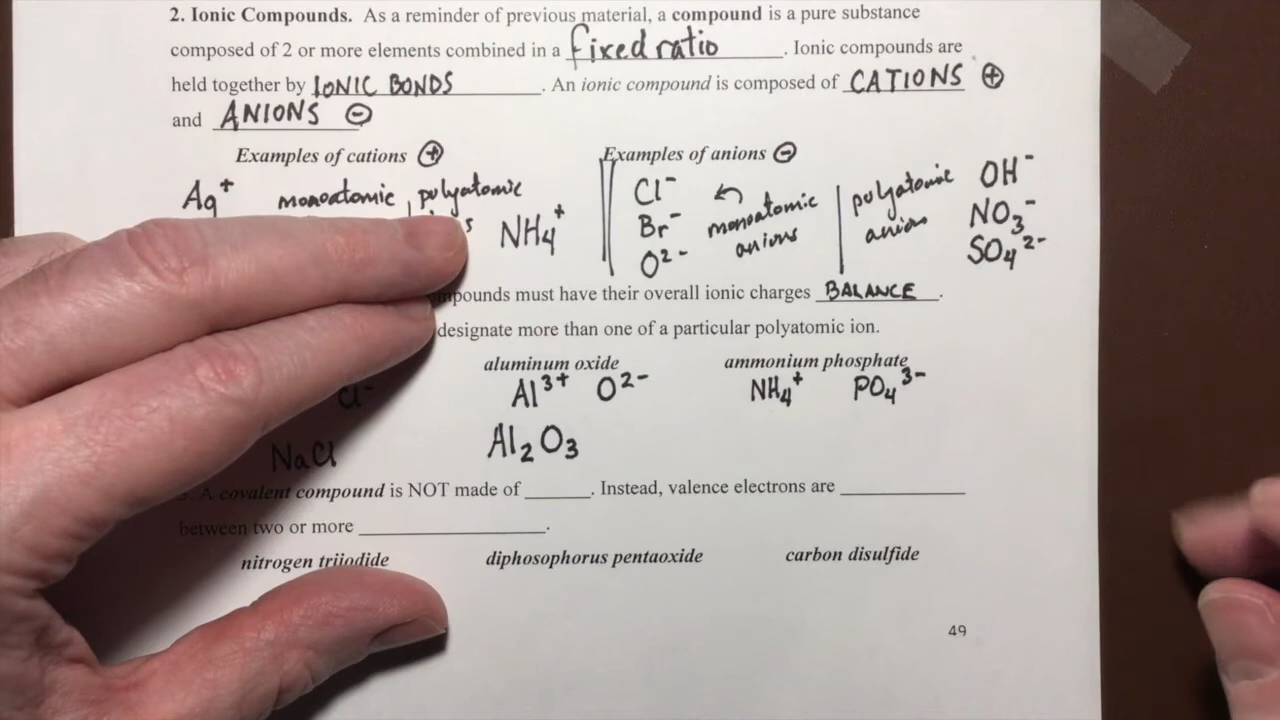 2. Ionic Compounds. As a reminder of previous material, a compound is a pure substance
composed of 2 or more elements combined in a fixed ratio. Ionic compounds are
held together by IONIC BONDS. An ionic compound is composed of CATIONS ⊕
and ANIONS ⊖
Examples of cations ⊕ Examples of anions ⊖
Ag⁺ monoatomic polyatomic Cl⁻ polyatomic OH⁻
NH₄⁺ Br⁻ monoatomic anions NO₃⁻
O²⁻ anions SO₄²⁻
mpounds must have their overall ionic charges BALANCE.
designate more than one of a particular polyatomic ion.
aluminum oxide ammonium phosphate
Cl⁻ Al³⁺ O²⁻ NH₄⁺ PO₄³⁻
NaCl Al₂O₃
3. A covalent compound is NOT made of ______. Instead, valence electrons are ____________
between two or more __________________.
nitrogen triiodide diphosophorus pentaoxide carbon disulfide
49